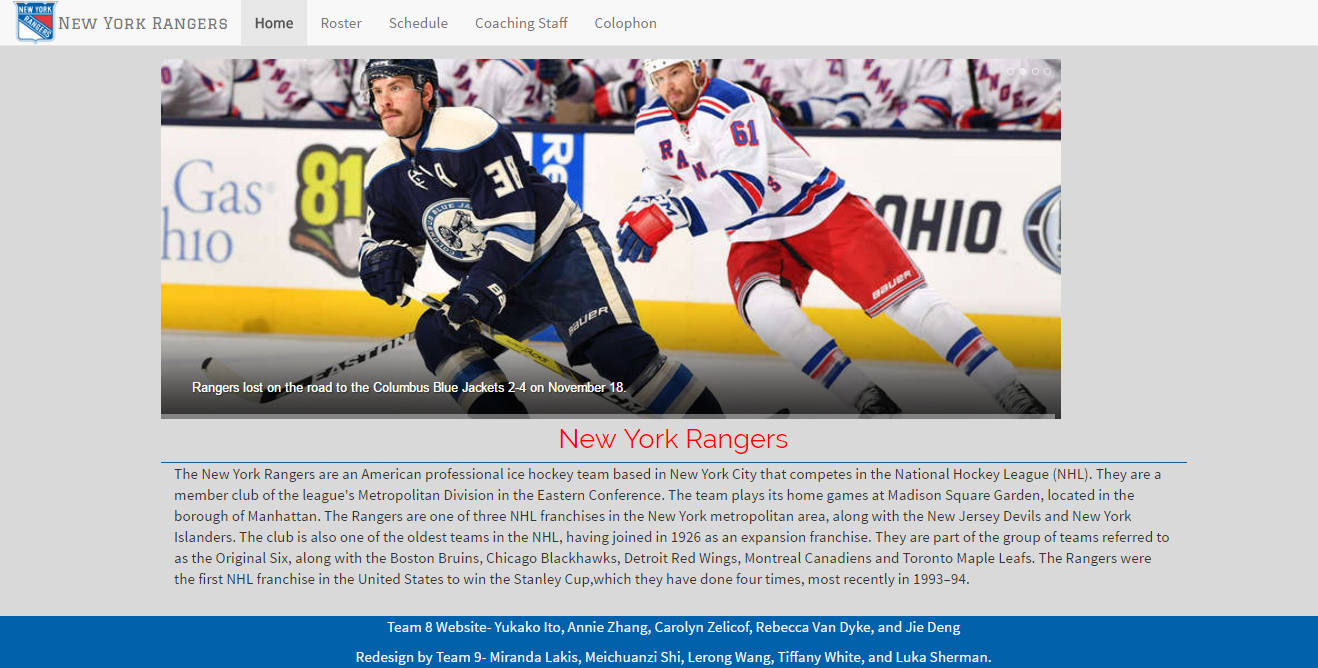 NEW YORK
RANGERS
New York Rangers
Home
Roster
Schedule
Coaching Staff
Colophon
Gas
hio
81
Re
A
38
COLUMBUS BLUE JACKETS
RAN S
61
OHIO
BAUER
BAUER
EASTON
Rangers lost on the road to the Columbus Blue Jackets 2-4 on November 18.
New York Rangers
The New York Rangers are an American professional ice hockey team based in New York City that competes in the National Hockey League (NHL). They are a
member club of the league's Metropolitan Division in the Eastern Conference. The team plays its home games at Madison Square Garden, located in the
borough of Manhattan. The Rangers are one of three NHL franchises in the New York metropolitan area, along with the New Jersey Devils and New York
Islanders. The club is also one of the oldest teams in the NHL, having joined in 1926 as an expansion franchise. They are part of the group of teams referred to
as the Original Six, along with the Boston Bruins, Chicago Blackhawks, Detroit Red Wings, Montreal Canadiens and Toronto Maple Leafs. The Rangers were
the first NHL franchise in the United States to win the Stanley Cup,which they have done four times, most recently in 1993–94.
Team 8 Website- Yukako Ito, Annie Zhang, Carolyn Zelicof, Rebecca Van Dyke, and Jie Deng
Redesign by Team 9- Miranda Lakis, Meichuanzi Shi, Lerong Wang, Tiffany White, and Luka Sherman.